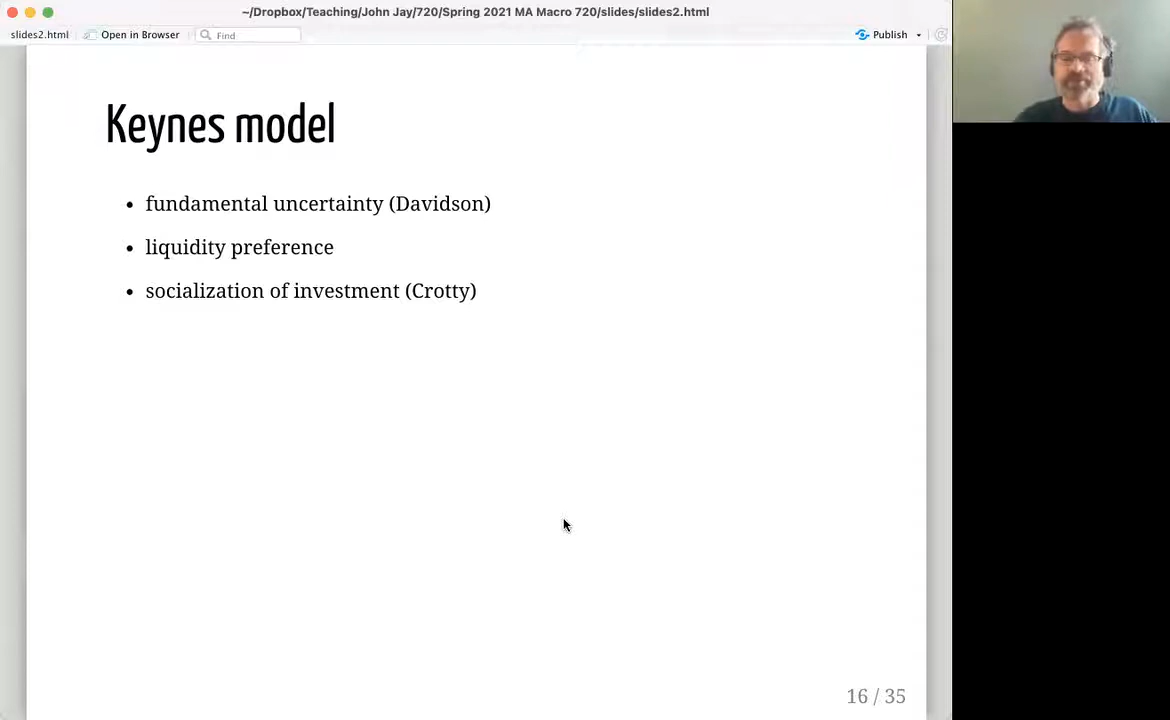 ~/Dropbox/Teaching/John Jay/720/Spring 2021 MA Macro 720/slides/slides2.html
slides2.html Open in Browser Find Publish
Keynes model
• fundamental uncertainty (Davidson)
• liquidity preference
• socialization of investment (Crotty)
16 / 35